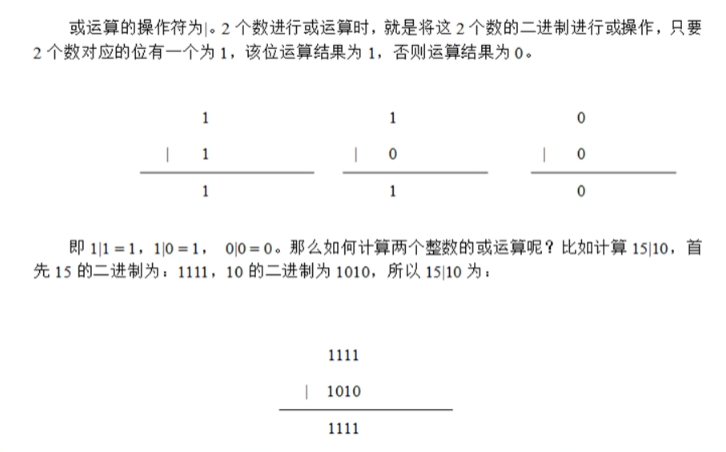 或运算的操作符为|。2 个数进行或运算时，就是将这 2 个数的二进制进行或操作，只要
2 个数对应的位有一个为 1，该位运算结果为 1，否则运算结果为 0。
1 1 0
| 1 | 0 | 0
1 1 0
即 1|1 = 1，1|0 = 1， 0|0 = 0。那么如何计算两个整数的或运算呢？比如计算 15|10，首
先 15 的二进制为：1111，10 的二进制为 1010，所以 15|10 为：
1111
| 1010
1111